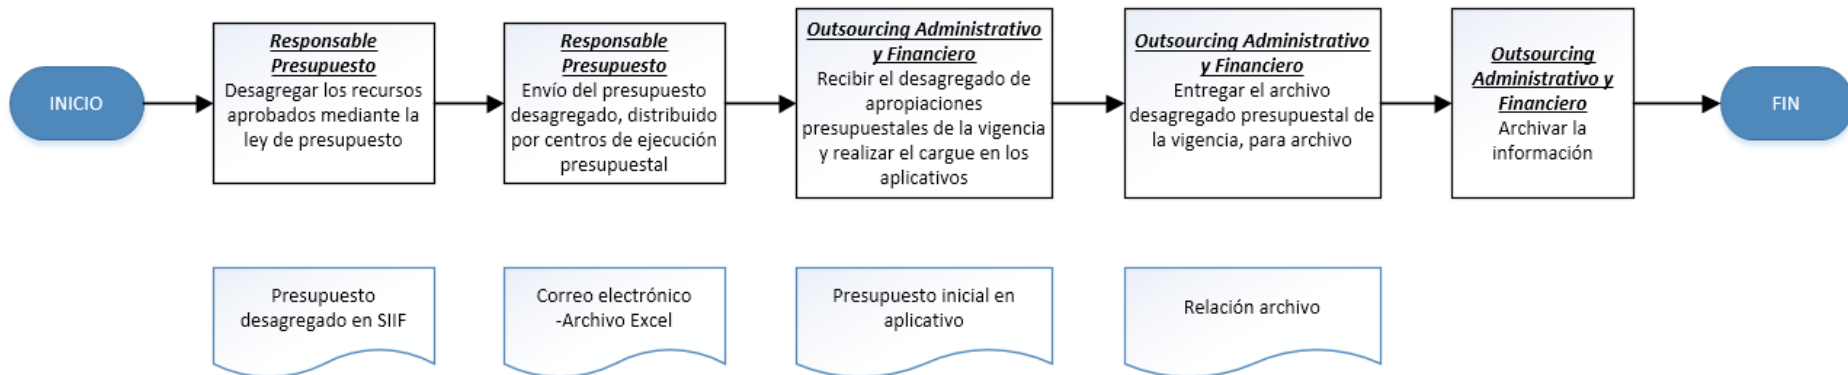 INICIO
Responsable
Presupuesto
Desagregar los recursos
aprobados mediante la
ley de presupuesto
Responsable
Presupuesto
Envío del presupuesto
desagregado, distribuido
por centros de ejecución
presupuestal
Outsourcing Administrativo
y Financiero
Recibir el desagregado de
apropiaciones
presupuestales de la vigencia
y realizar el cargue en los
aplicativos
Outsourcing Administrativo
y Financiero
Entregar el archivo
desagregado presupuestal de
la vigencia, para archivo
Outsourcing
Administrativo y
Financiero
Archivar la
información
FIN
Presupuesto
desagregado en SIIF
Correo electrónico
-Archivo Excel
Presupuesto inicial en
aplicativo
Relación archivo